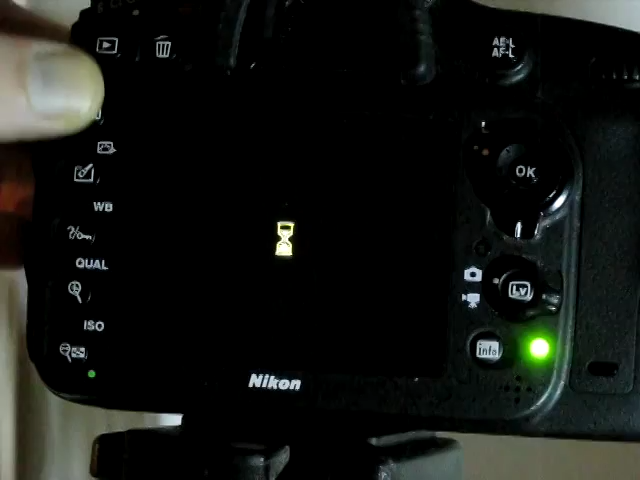 AE-L
AF-L
OK
WB
?/
QUAL
Lv
ISO
info
Nikon